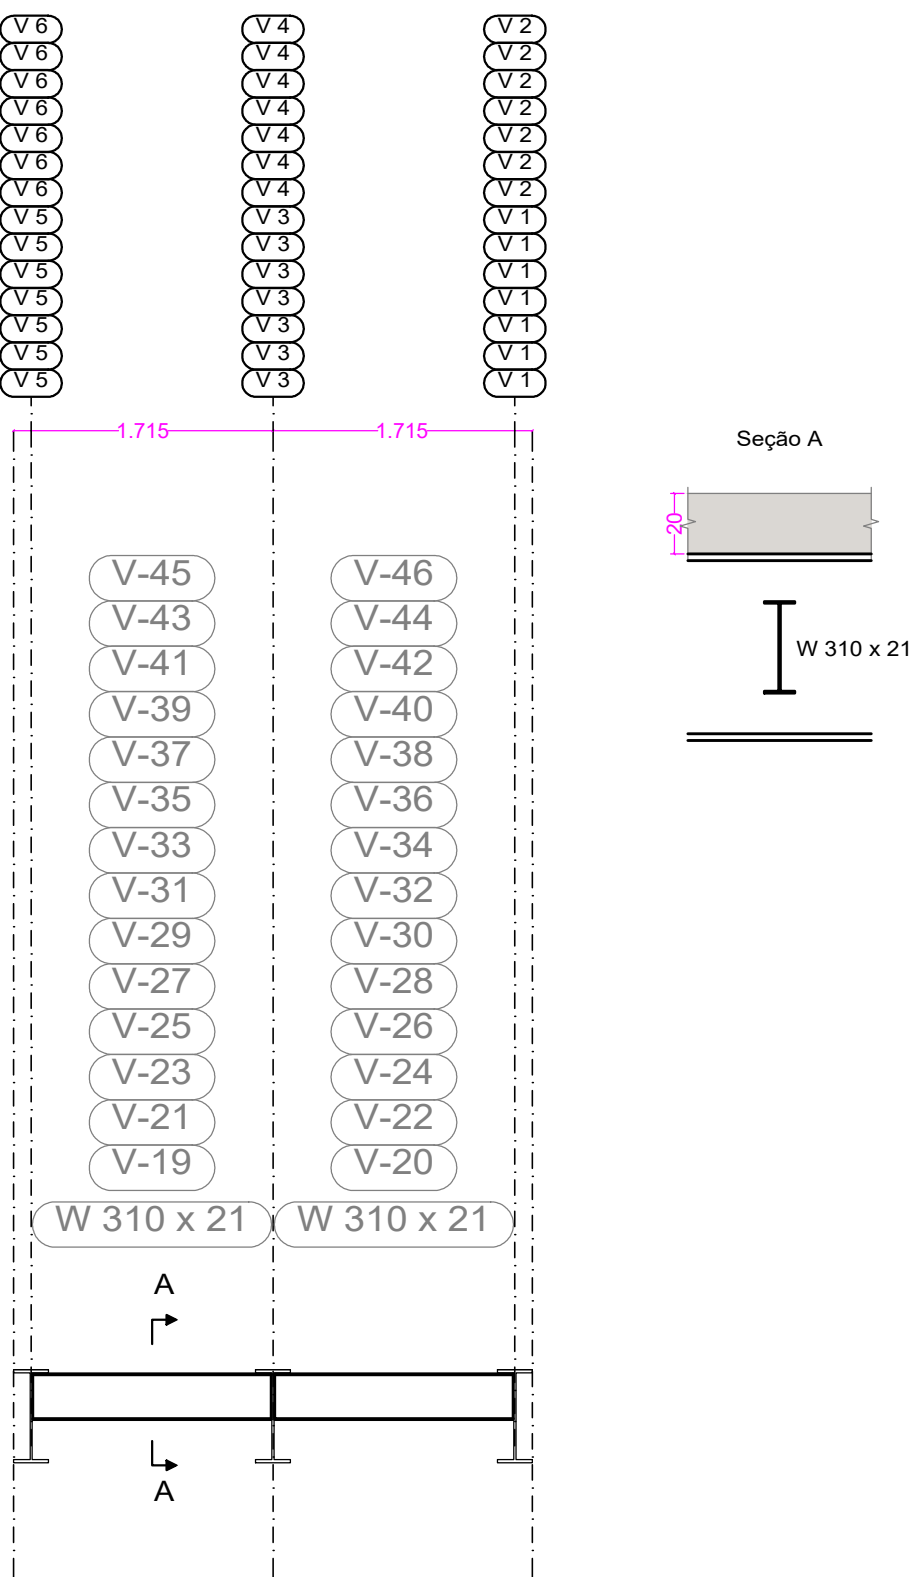 V 6 V 4 V 2
V 6 V 4 V 2
V 6 V 4 V 2
V 6 V 4 V 2
V 6 V 4 V 2
V 6 V 4 V 2
V 6 V 4 V 2
V 5 V 3 V 1
V 5 V 3 V 1
V 5 V 3 V 1
V 5 V 3 V 1
V 5 V 3 V 1
V 5 V 3 V 1
V 5 V 3 V 1
1.715 1.715
Seção A
20
W 310 x 21
V-45 V-46
V-43 V-44
V-41 V-42
V-39 V-40
V-37 V-38
V-35 V-36
V-33 V-34
V-31 V-32
V-29 V-30
V-27 V-28
V-25 V-26
V-23 V-24
V-21 V-22
V-19 V-20
W 310 x 21 W 310 x 21
A
A